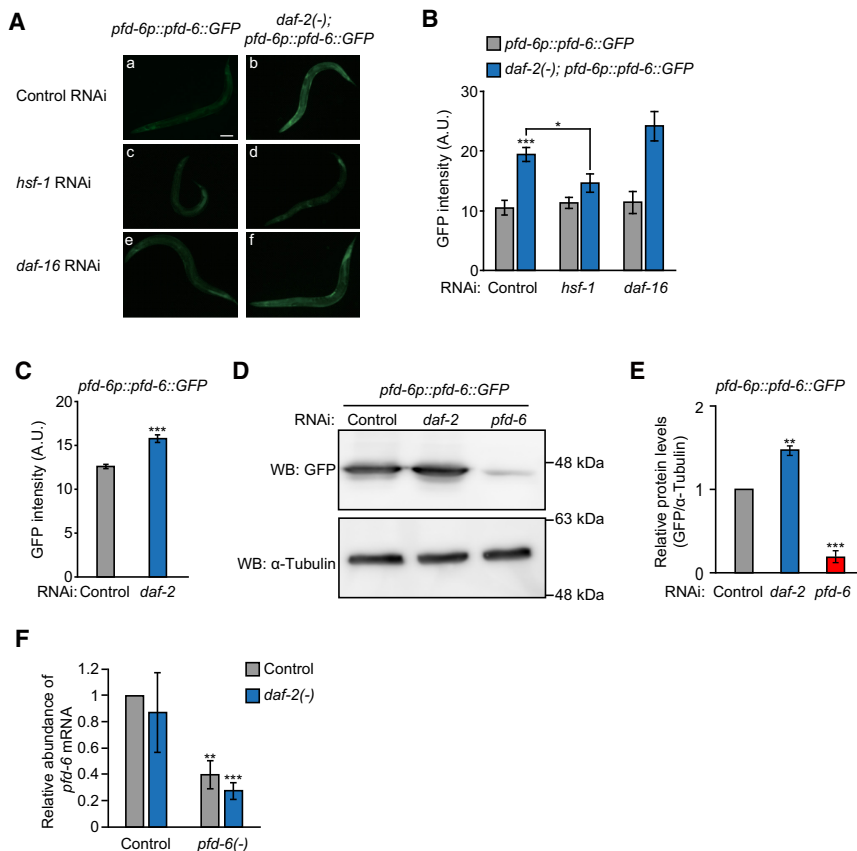 A
pfd-6p::pfd-6::GFP
daf-2(-);
pfd-6p::pfd-6::GFP
Control RNAi
a
b
hsf-1 RNAi
c
d
daf-16 RNAi
e
f
B
pfd-6p::pfd-6::GFP
daf-2(-); pfd-6p::pfd-6::GFP
GFP intensity (A.U.)
30
20
10
0
***
*
RNAi: Control hsf-1 daf-16
C
pfd-6p::pfd-6::GFP
GFP intensity (A.U.)
20
15
10
5
0
***
RNAi: Control daf-2
D
pfd-6p::pfd-6::GFP
RNAi: Control daf-2 pfd-6
WB: GFP
48 kDa
63 kDa
WB: α-Tubulin
48 kDa
E
pfd-6p::pfd-6::GFP
Relative protein levels
(GFP/α-Tubulin)
2
1
0
**
***
RNAi: Control daf-2 pfd-6
F
Control
daf-2(-)
Relative abundance of
pfd-6 mRNA
1.2
1
0.8
0.6
0.4
0.2
0
**
***
Control pfd-6(-)